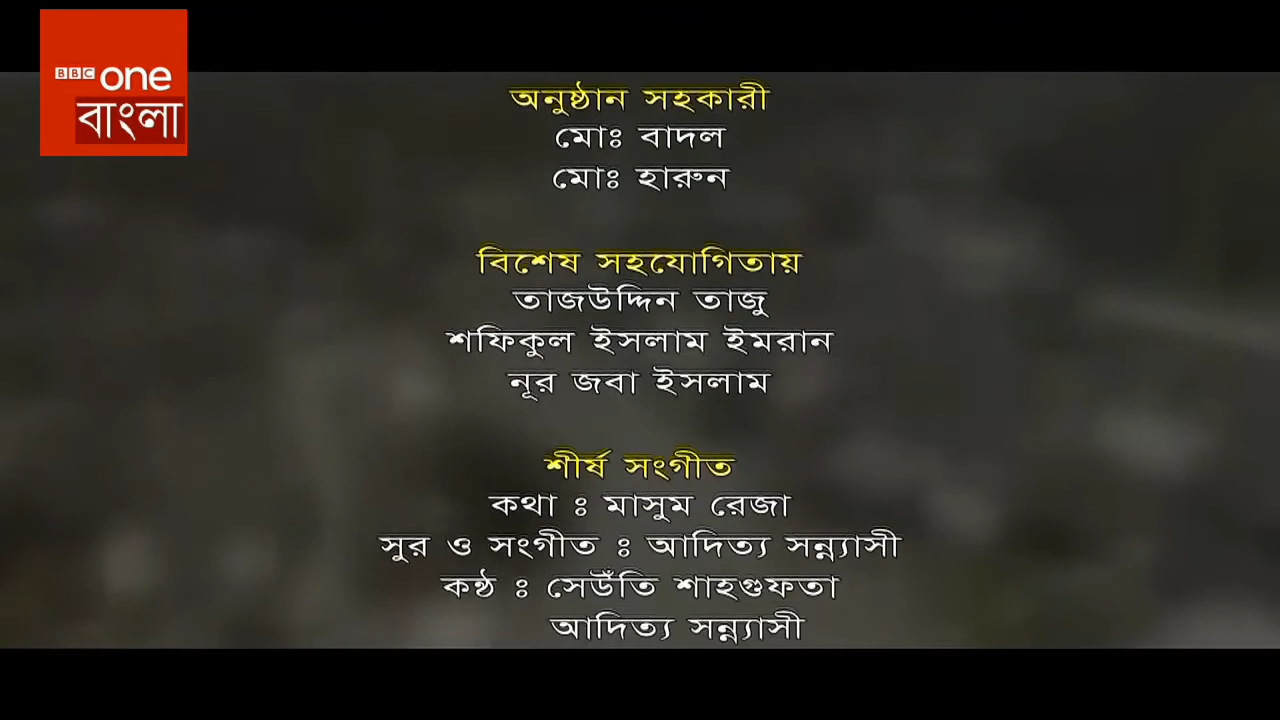 BBC one
বাংলা
অনুষ্ঠান সহকারী
মোঃ বাদল
মোঃ হারুন
বিশেষ সহযোগিতায়
তাজউদ্দিন তাজু
শফিকুল ইসলাম ইমরান
নূর জবা ইসলাম
শীর্ষ সংগীত
কথা ঃ মাসুম রেজা
সুর ও সংগীত ঃ আদিত্য সন্ন্যাসী
কন্ঠ ঃ সেউঁতি শাহগুফতা
আদিত্য সন্ন্যাসী